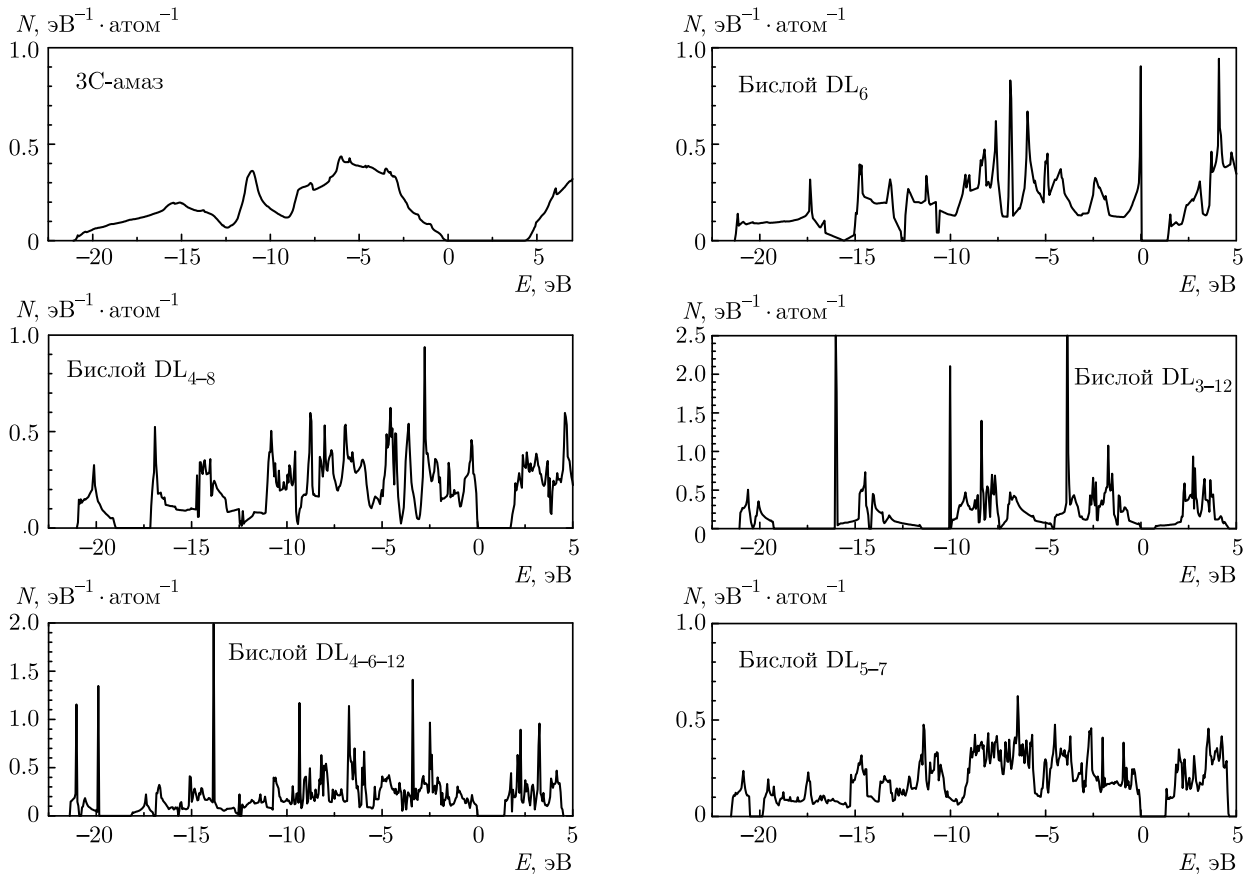 N, эВ⁻¹ · атом⁻¹
1.0
3C-амаз
0.5
0
−20 −15 −10 −5 0 5
E, эВ
N, эВ⁻¹ · атом⁻¹
1.0
Бислой DL₆
0.5
0
−20 −15 −10 −5 0 5
E, эВ
N, эВ⁻¹ · атом⁻¹
1.0
Бислой DL₄₋₈
0.5
.0
−20 −15 −10 −5 0 5
E, эВ
N, эВ⁻¹ · атом⁻¹
2.5
Бислой DL₃₋₁₂
2.0
1.5
1.0
0.5
0
−20 −15 −10 −5 0 5
E, эВ
N, эВ⁻¹ · атом⁻¹
2.0
Бислой DL₄₋₆₋₁₂
1.5
1.0
0.5
0
−20 −15 −10 −5 0 5
E, эВ
N, эВ⁻¹ · атом⁻¹
1.0
Бислой DL₅₋₇
0.5
0
−20 −15 −10 −5 0 5
E, эВ